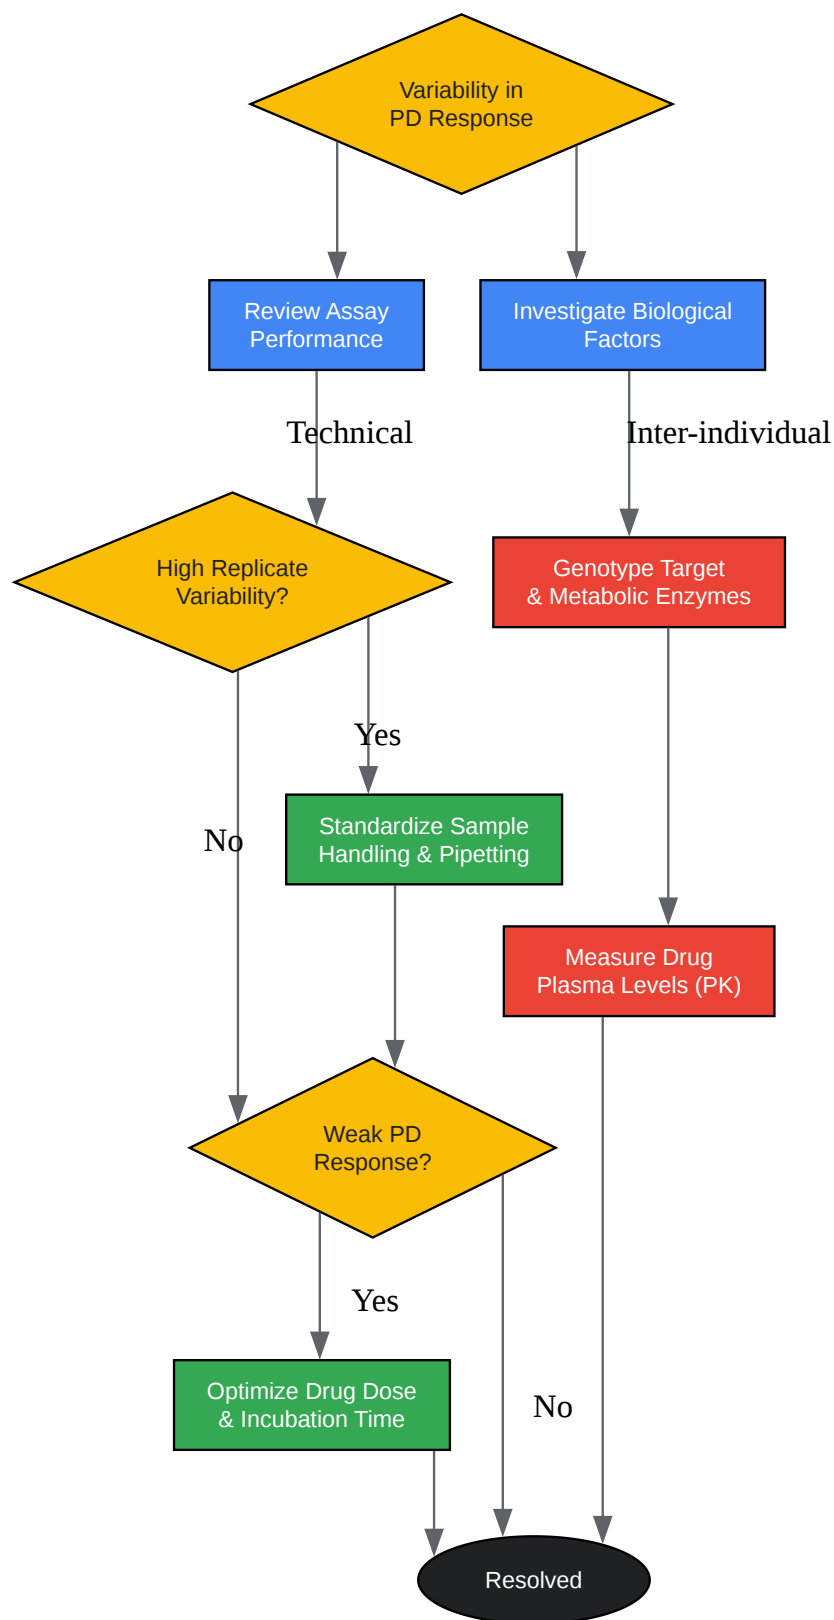 Variability in
PD Response
Review Assay
Performance
Investigate Biological
Factors
Technical
Inter-individual
High Replicate
Variability?
Genotype Target
& Metabolic Enzymes
Yes
No
Standardize Sample
Handling & Pipetting
Measure Drug
Plasma Levels (PK)
Weak PD
Response?
Yes
Optimize Drug Dose
& Incubation Time
No
Resolved